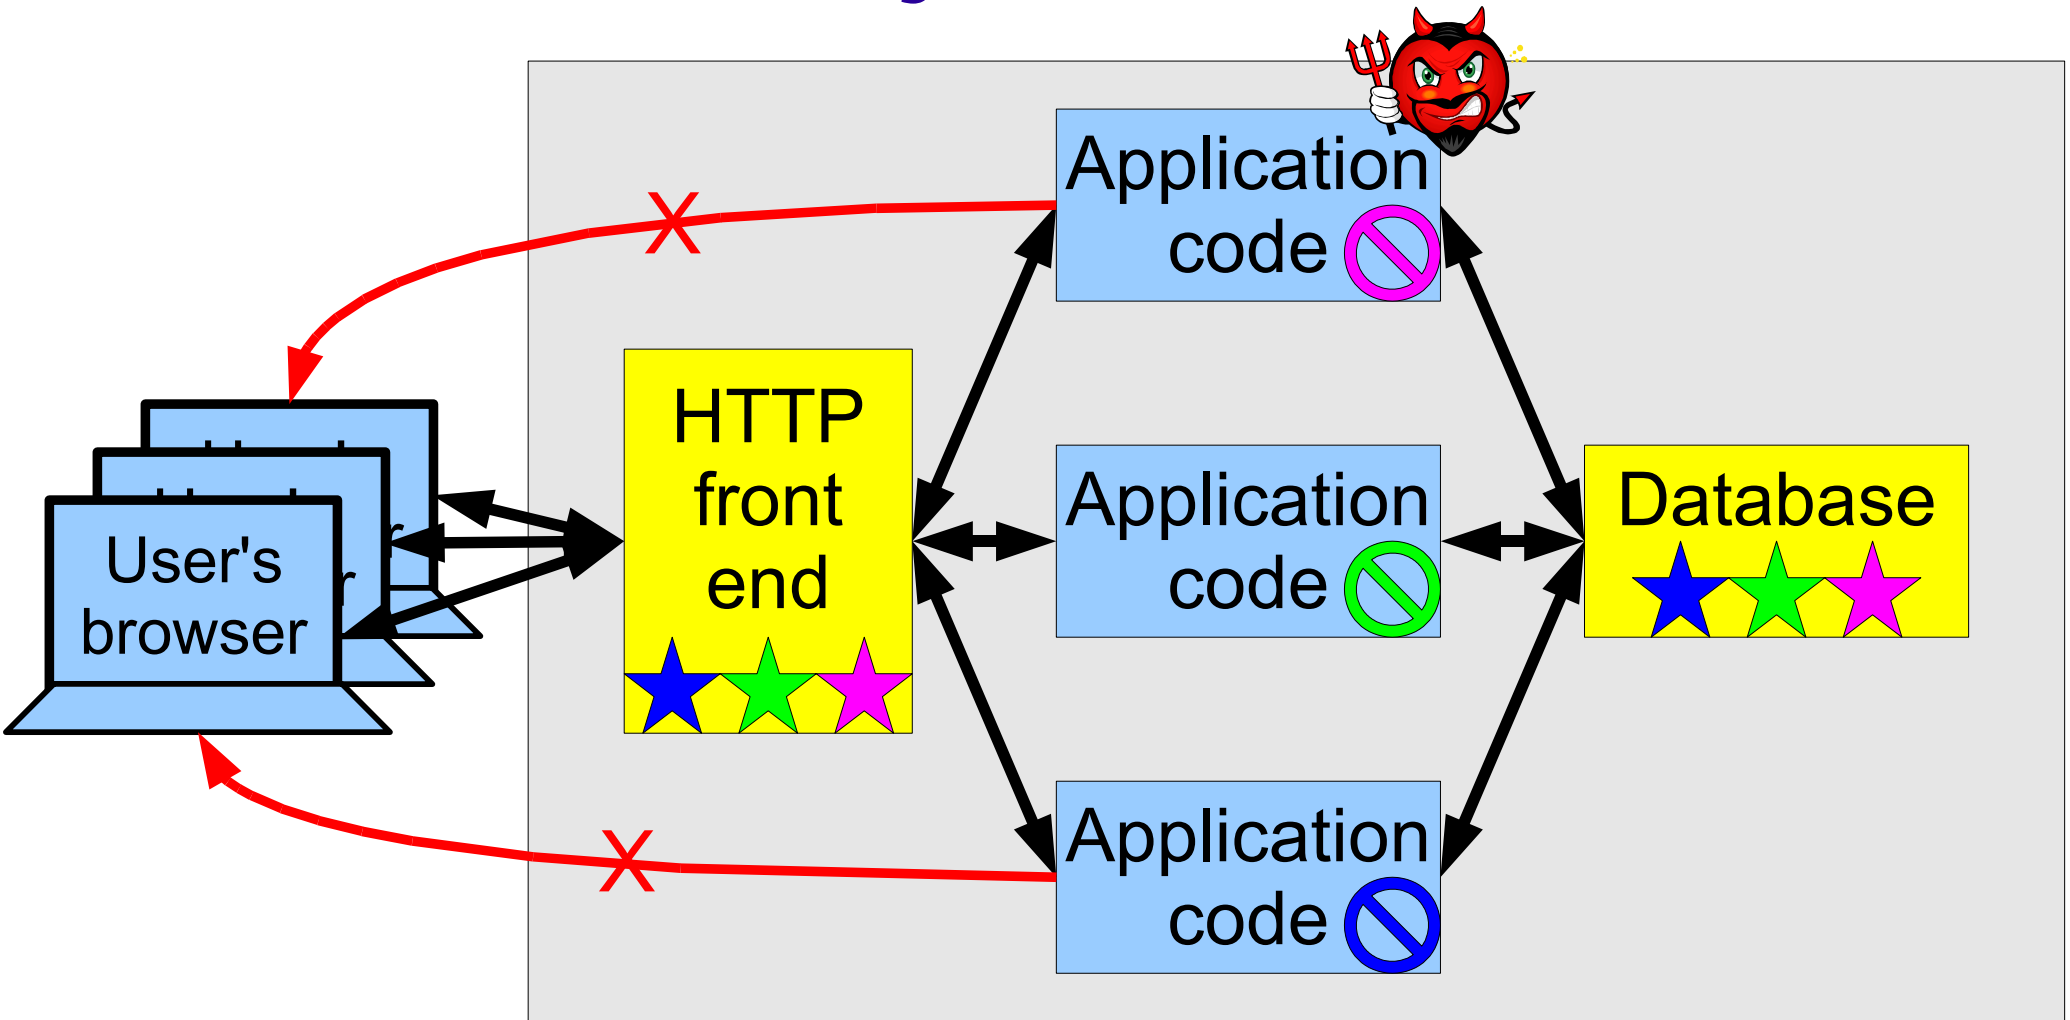 Application
code
HTTP
front
end
Application
code
Database
User's
browser
Application
code
X
X